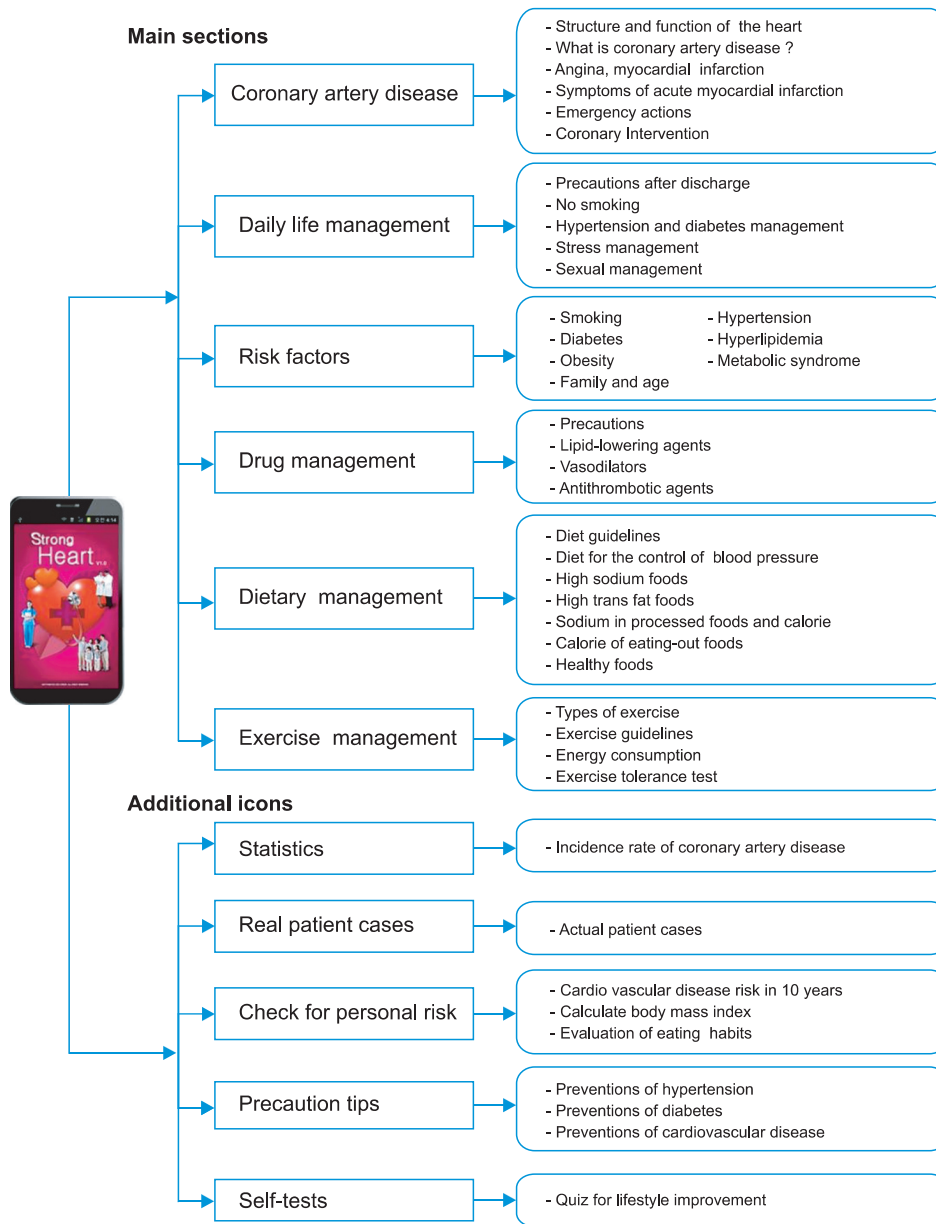 Main sections
Coronary artery disease
- Structure and function of the heart
- What is coronary artery disease ?
- Angina, myocardial infarction
- Symptoms of acute myocardial infarction
- Emergency actions
- Coronary Intervention
Daily life management
- Precautions after discharge
- No smoking
- Hypertension and diabetes management
- Stress management
- Sexual management
Risk factors
- Smoking
- Diabetes
- Obesity
- Family and age
- Hypertension
- Hyperlipidemia
- Metabolic syndrome
Drug management
- Precautions
- Lipid-lowering agents
- Vasodilators
- Antithrombotic agents
4:14
Strong
Heart
Dietary management
- Diet guidelines
- Diet for the control of blood pressure
- High sodium foods
- High trans fat foods
- Sodium in processed foods and calorie
- Calorie of eating-out foods
- Healthy foods
Exercise management
- Types of exercise
- Exercise guidelines
- Energy consumption
- Exercise tolerance test
Additional icons
Statistics
- Incidence rate of coronary artery disease
Real patient cases
- Actual patient cases
Check for personal risk
- Cardio vascular disease risk in 10 years
- Calculate body mass index
- Evaluation of eating habits
Precaution tips
- Preventions of hypertension
- Preventions of diabetes
- Preventions of cardiovascular disease
Self-tests
- Quiz for lifestyle improvement